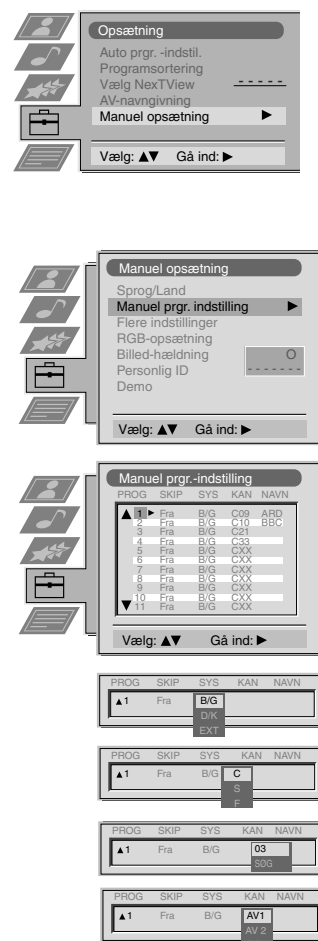 Opsætning
Auto prgr. -indstil.
Programsortering
Vælg NexTView - - - - -
AV-navngivning
Manuel opsætning ▶
Vælg: ▲▼ Gå ind: ▶
Manuel opsætning
Sprog/Land
Manuel prgr. indstilling ▶
Flere indstillinger
RGB-opsætning
Billed-hældning O
Personlig ID - - - - - - -
Demo
Vælg: ▲▼ Gå ind: ▶
Manuel prgr.-indstilling
PROG SKIP SYS KAN NAVN
▲ 1 ▶ Fra B/G C09 ARD
2 Fra B/G C10 BBC
3 Fra B/G C21
4 Fra B/G C33
5 Fra B/G CXX
6 Fra B/G CXX
7 Fra B/G CXX
8 Fra B/G CXX
9 Fra B/G CXX
10 Fra B/G CXX
▼ 11 Fra B/G CXX
Vælg: ▲▼ Gå ind: ▶
PROG SKIP SYS KAN NAVN
▲1 Fra B/G
D/K
EXT
PROG SKIP SYS KAN NAVN
▲1 Fra B/G C
S
F
PROG SKIP SYS KAN NAVN
▲1 Fra B/G 03
SØG
PROG SKIP SYS KAN NAVN
▲1 Fra B/G AV1
AV 2